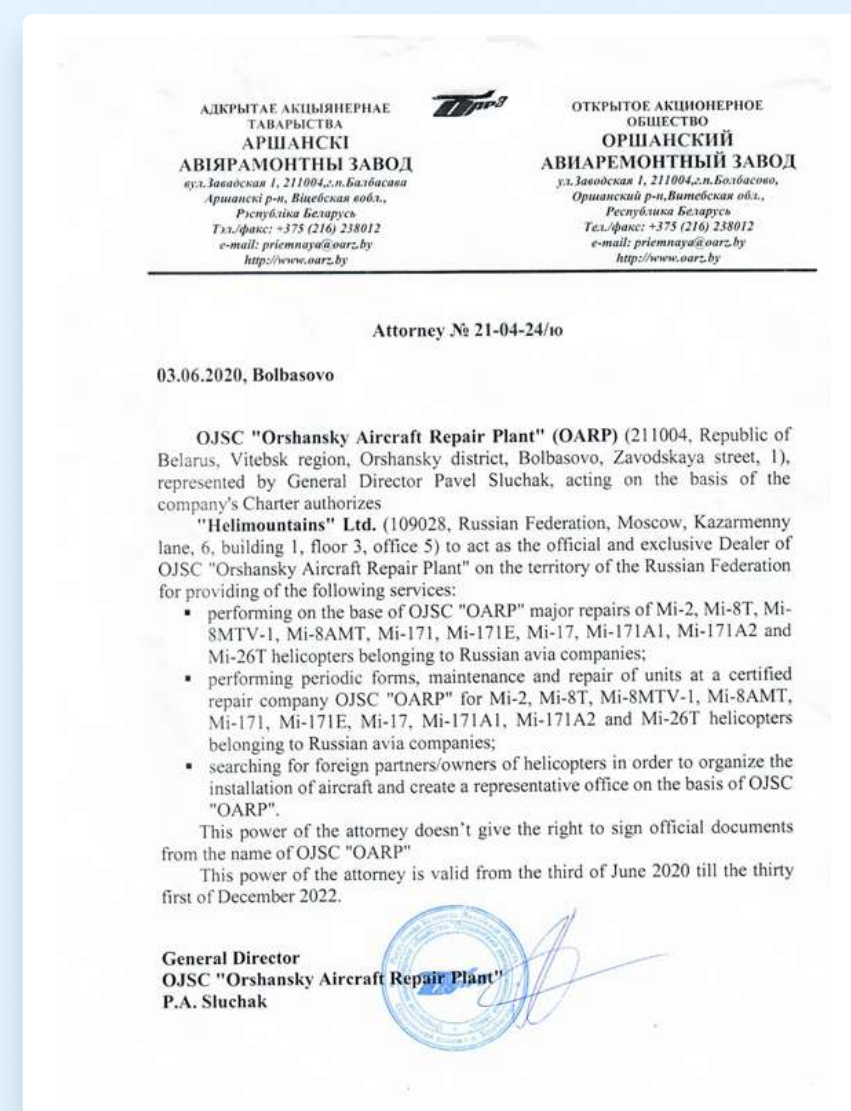 АДКРЫТАЕ АКЦЫЯНЕРНАЕ
ТАВАРЫСТВА
АРШАНСКІ
АВІЯРАМОНТНЫ ЗАВОД
вул.Завадская 1, 211004,г.п.Балбасава
Аршанскі р-н, Віцебская вобл.,
Рэспубліка Беларусь
Тэл./факс: +375 (216) 238012
e-mail: priemnaya@oarz.by
http://www.oarz.by
ОТКРЫТОЕ АКЦИОНЕРНОЕ
ОБЩЕСТВО
ОРШАНСКИЙ
АВИАРЕМОНТНЫЙ ЗАВОД
ул.Заводская 1, 211004,г.п.Болбасово,
Оршанский р-н,Витебская обл.,
Республика Беларусь
Тел./факс: +375 (216) 238012
e-mail: priemnaya@oarz.by
http://www.oarz.by
Attorney № 21-04-24/ю
03.06.2020, Bolbasovo
OJSC "Orshansky Aircraft Repair Plant" (OARP) (211004, Republic of
Belarus, Vitebsk region, Orshansky district, Bolbasovo, Zavodskaya street, 1),
represented by General Director Pavel Sluchak, acting on the basis of the
company's Charter authorizes
"Helimountains" Ltd. (109028, Russian Federation, Moscow, Kazarmenny
lane, 6, building 1, floor 3, office 5) to act as the official and exclusive Dealer of
OJSC "Orshansky Aircraft Repair Plant" on the territory of the Russian Federation
for providing of the following services:
▪ performing on the base of OJSC "OARP" major repairs of Mi-2, Mi-8T, Mi-
8MTV-1, Mi-8AMT, Mi-171, Mi-171E, Mi-17, Mi-171A1, Mi-171A2 and
Mi-26T helicopters belonging to Russian avia companies;
▪ performing periodic forms, maintenance and repair of units at a certified
repair company OJSC "OARP" for Mi-2, Mi-8T, Mi-8MTV-1, Mi-8AMT,
Mi-171, Mi-171E, Mi-17, Mi-171A1, Mi-171A2 and Mi-26T helicopters
belonging to Russian avia companies;
▪ searching for foreign partners/owners of helicopters in order to organize the
installation of aircraft and create a representative office on the basis of OJSC
"OARP".
This power of the attorney doesn't give the right to sign official documents
from the name of OJSC "OARP"
This power of the attorney is valid from the third of June 2020 till the thirty
first of December 2022.
General Director
OJSC "Orshansky Aircraft Repair Plant"
P.A. Sluchak